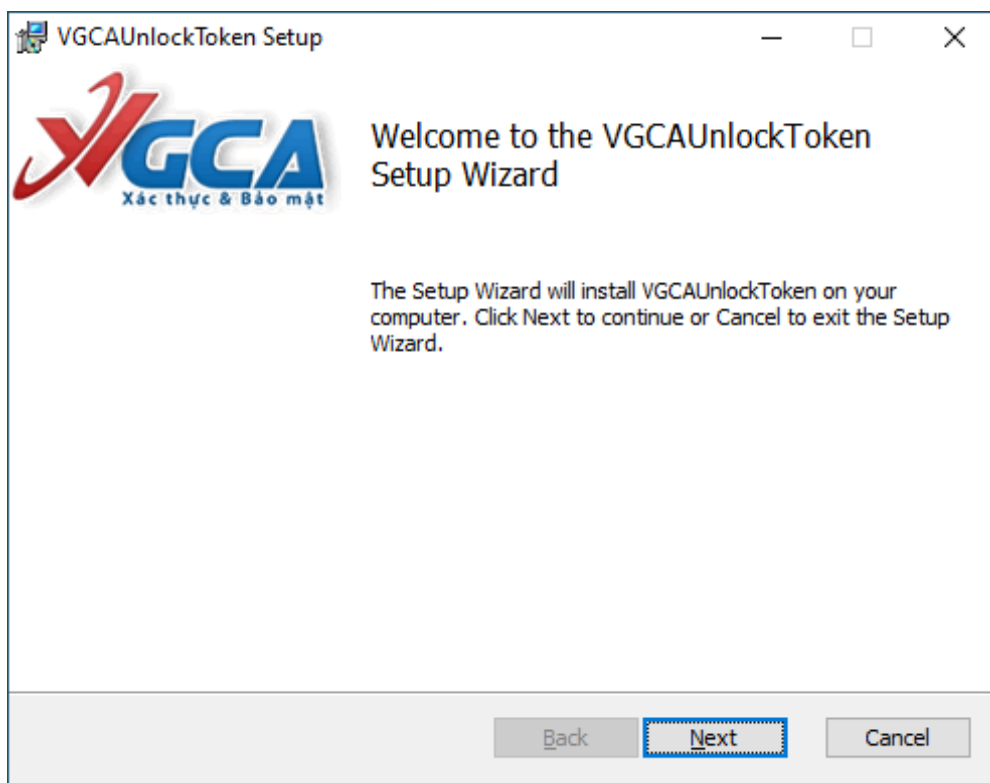 VGCAUnlockToken Setup
VGCA
Xác thực & Bảo mật
Welcome to the VGCAUnlockToken
Setup Wizard
The Setup Wizard will install VGCAUnlockToken on your
computer. Click Next to continue or Cancel to exit the Setup
Wizard.
Back
Next
Cancel